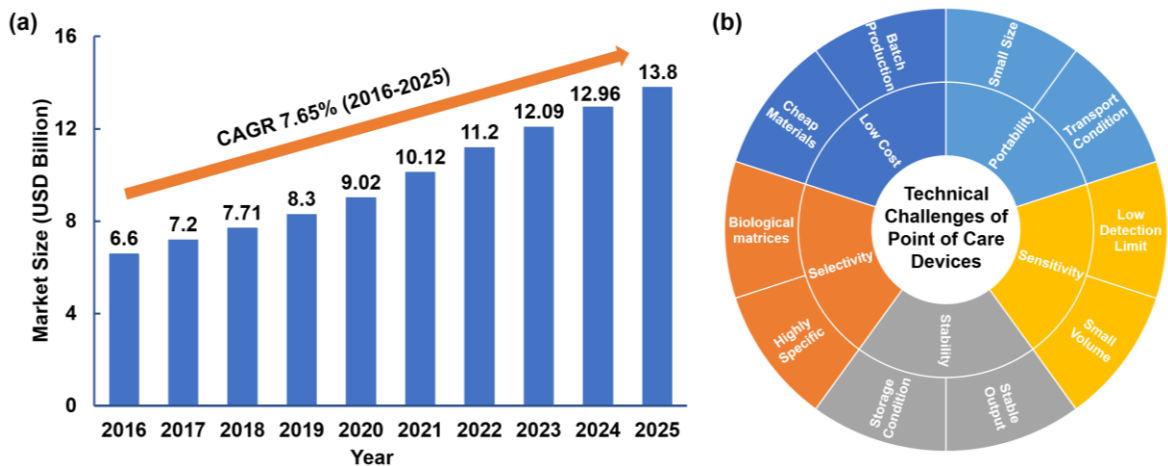 (a)
16
12
8
4
0
Market Size (USD Billion)
CAGR 7.65% (2016-2025)
6.6
7.2
7.71
8.3
9.02
10.12
11.2
12.09
12.96
13.8
2016
2017
2018
2019
2020
2021
2022
2023
2024
2025
Year
(b)
Technical
Challenges of
Point of Care
Devices
Low Cost
Cheap
Materials
Batch
Production
Portability
Small Size
Transport
Condition
Sensitivity
Low
Detection
Limit
Small
Volume
Stability
Stable
Output
Storage
Condition
Selectivity
Highly
Specific
Biological
matrices